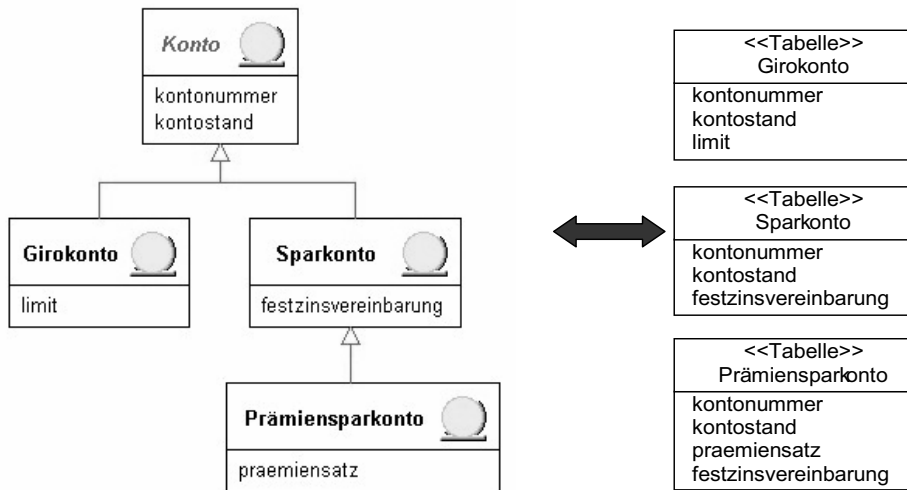 Konto
kontonummer
kontostand
Girokonto
limit
Sparkonto
festzinsvereinbarung
Prämiensparkonto
praemiensatz
<<Tabelle>>
Girokonto
kontonummer
kontostand
limit
<<Tabelle>>
Sparkonto
kontonummer
kontostand
festzinsvereinbarung
<<Tabelle>>
Prämiensparkonto
kontonummer
kontostand
praemiensatz
festzinsvereinbarung